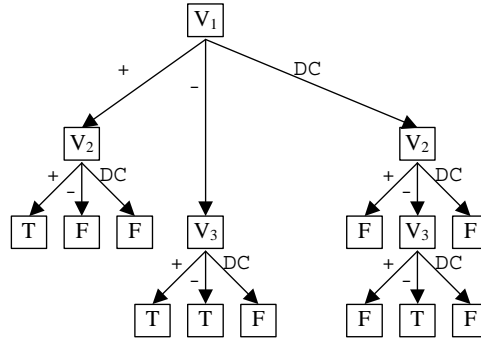 V₁
+ - DC
V₂ V₂
+ - DC + - DC
T F F V₃ F V₃ F
+ - DC + - DC
T T F F T F